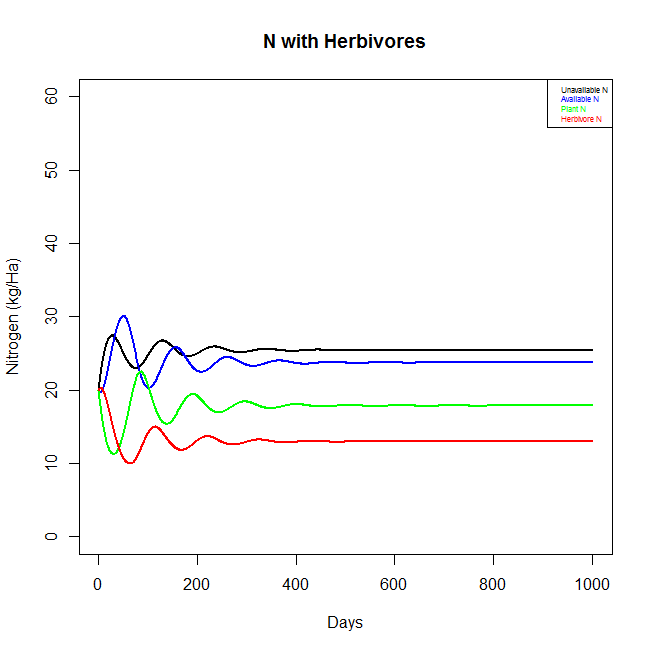 N with Herbivores
Unavailable N
Available N
Plant N
Herbivore N
60
50
40
30
20
10
0
Nitrogen (kg/Ha)
0 200 400 600 800 1000
Days